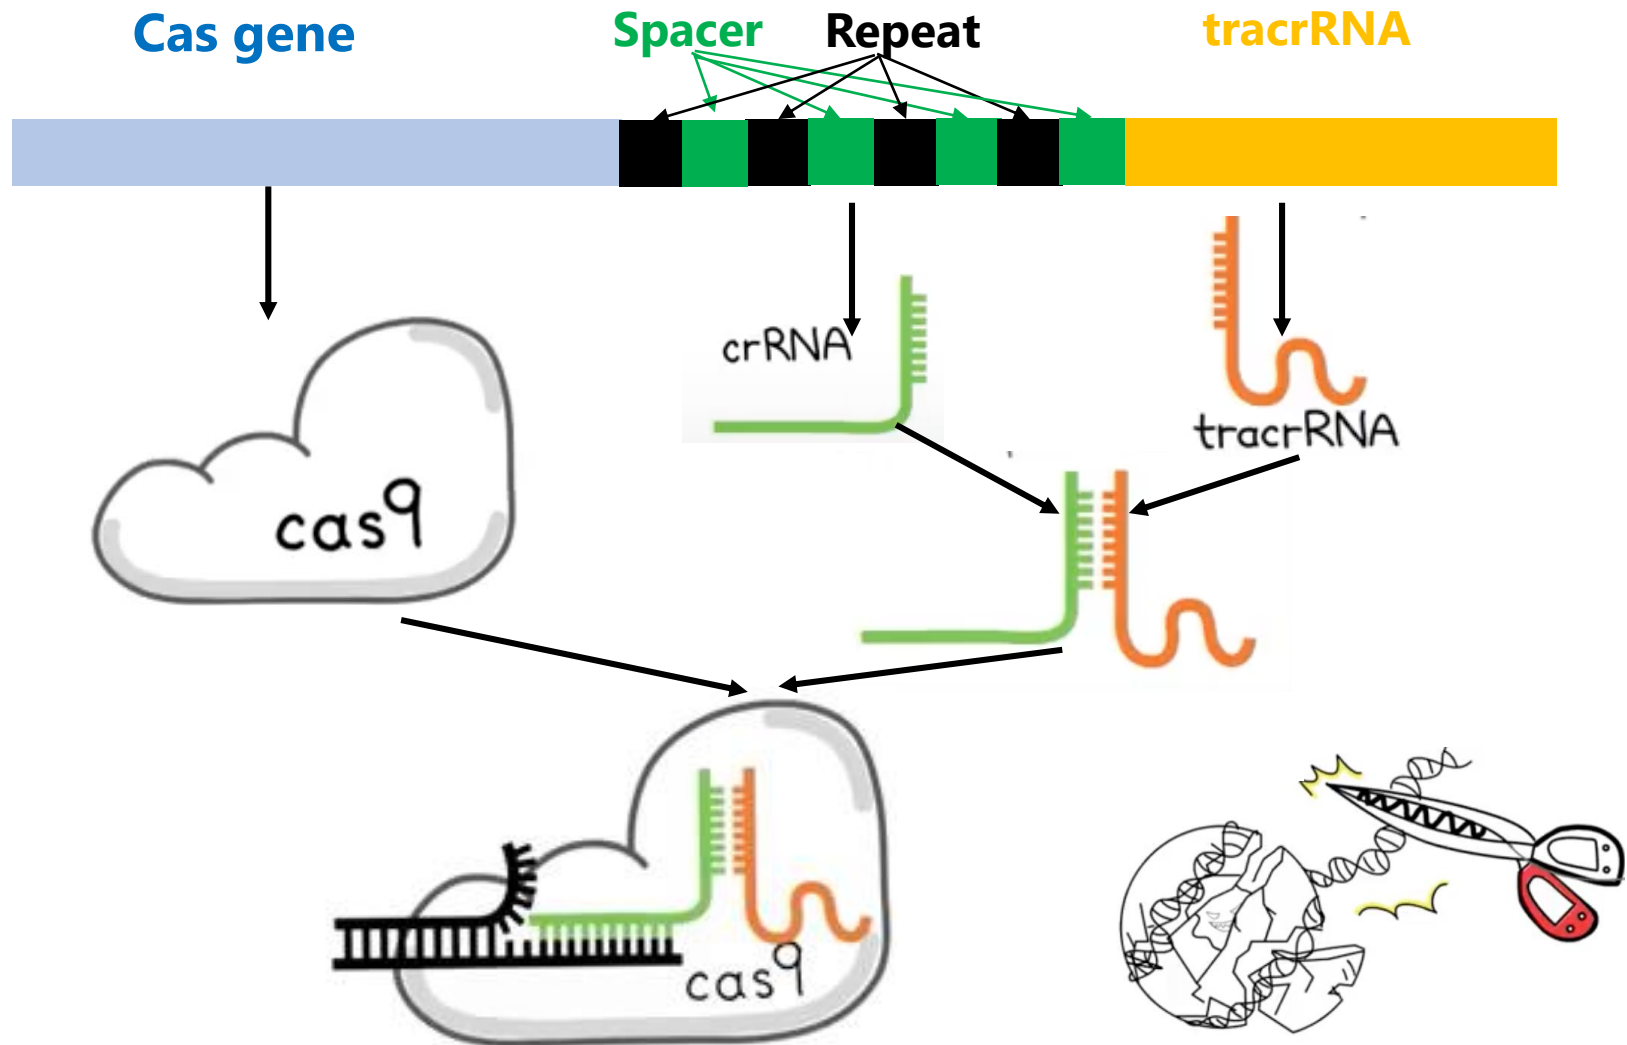 Cas gene
Spacer
Repeat
tracrRNA
crRNA
tracrRNA
cas9
cas9